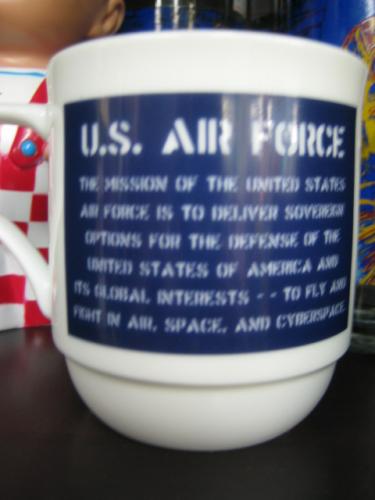 U.S. AIR FORCE
THE MISSION OF THE UNITED STATES
AIR FORCE IS TO DELIVER SOVEREIGN
OPTIONS FOR THE DEFENSE OF THE
UNITED STATES OF AMERICA AND
ITS GLOBAL INTERESTS -- TO FLY AND
FIGHT IN AIR, SPACE, AND CYBERSPACE.